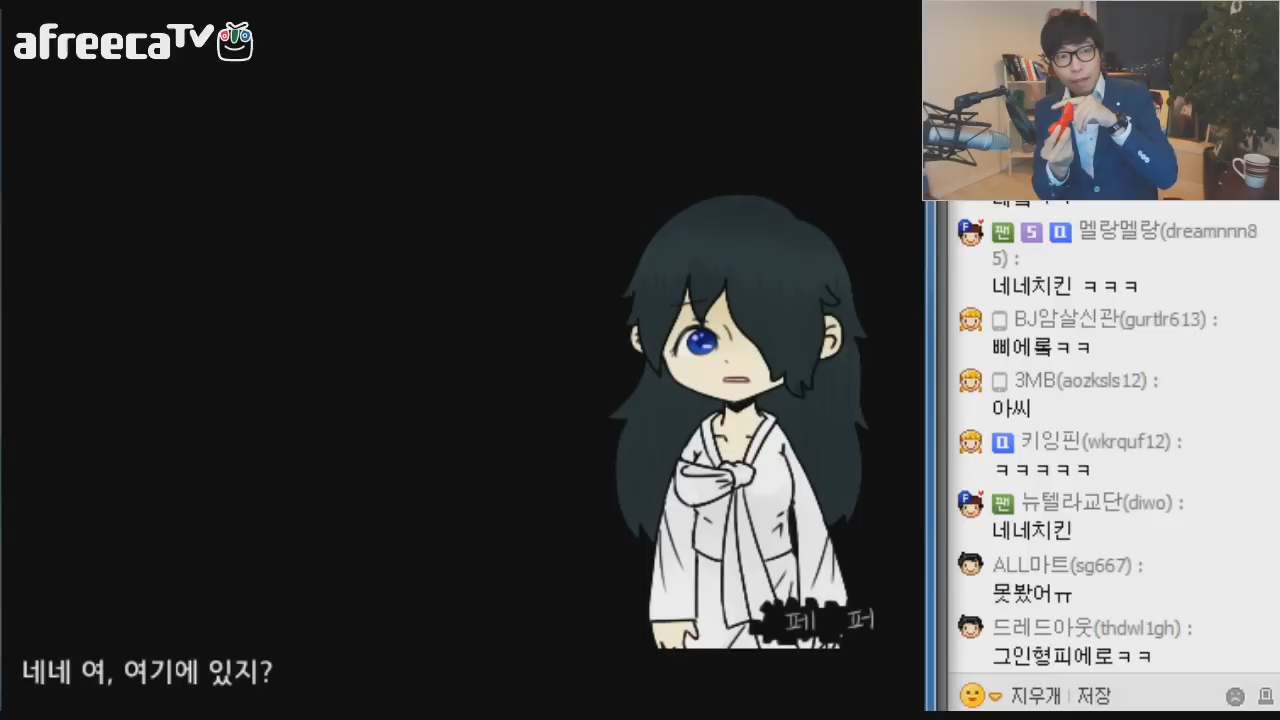 afreecaTV
페 퍼
네네 여, 여기에 있지?
팬 S 멜랑멜랑(dreamnnn8
5) :
네네치킨 ㅋㅋㅋ
BJ암살신관(gurtlr613) :
삐에롴ㅋㅋ
3MB(aozksls12) :
아씨
키잉핀(wkrquf12) :
ㅋㅋㅋㅋㅋ
팬 뉴텔라교단(diwo) :
네네치킨
ALL마트(sg667) :
못봤어ㅠ
드레드아웃(thdwl1gh) :
그인형피에로ㅋㅋ
지우개 | 저장